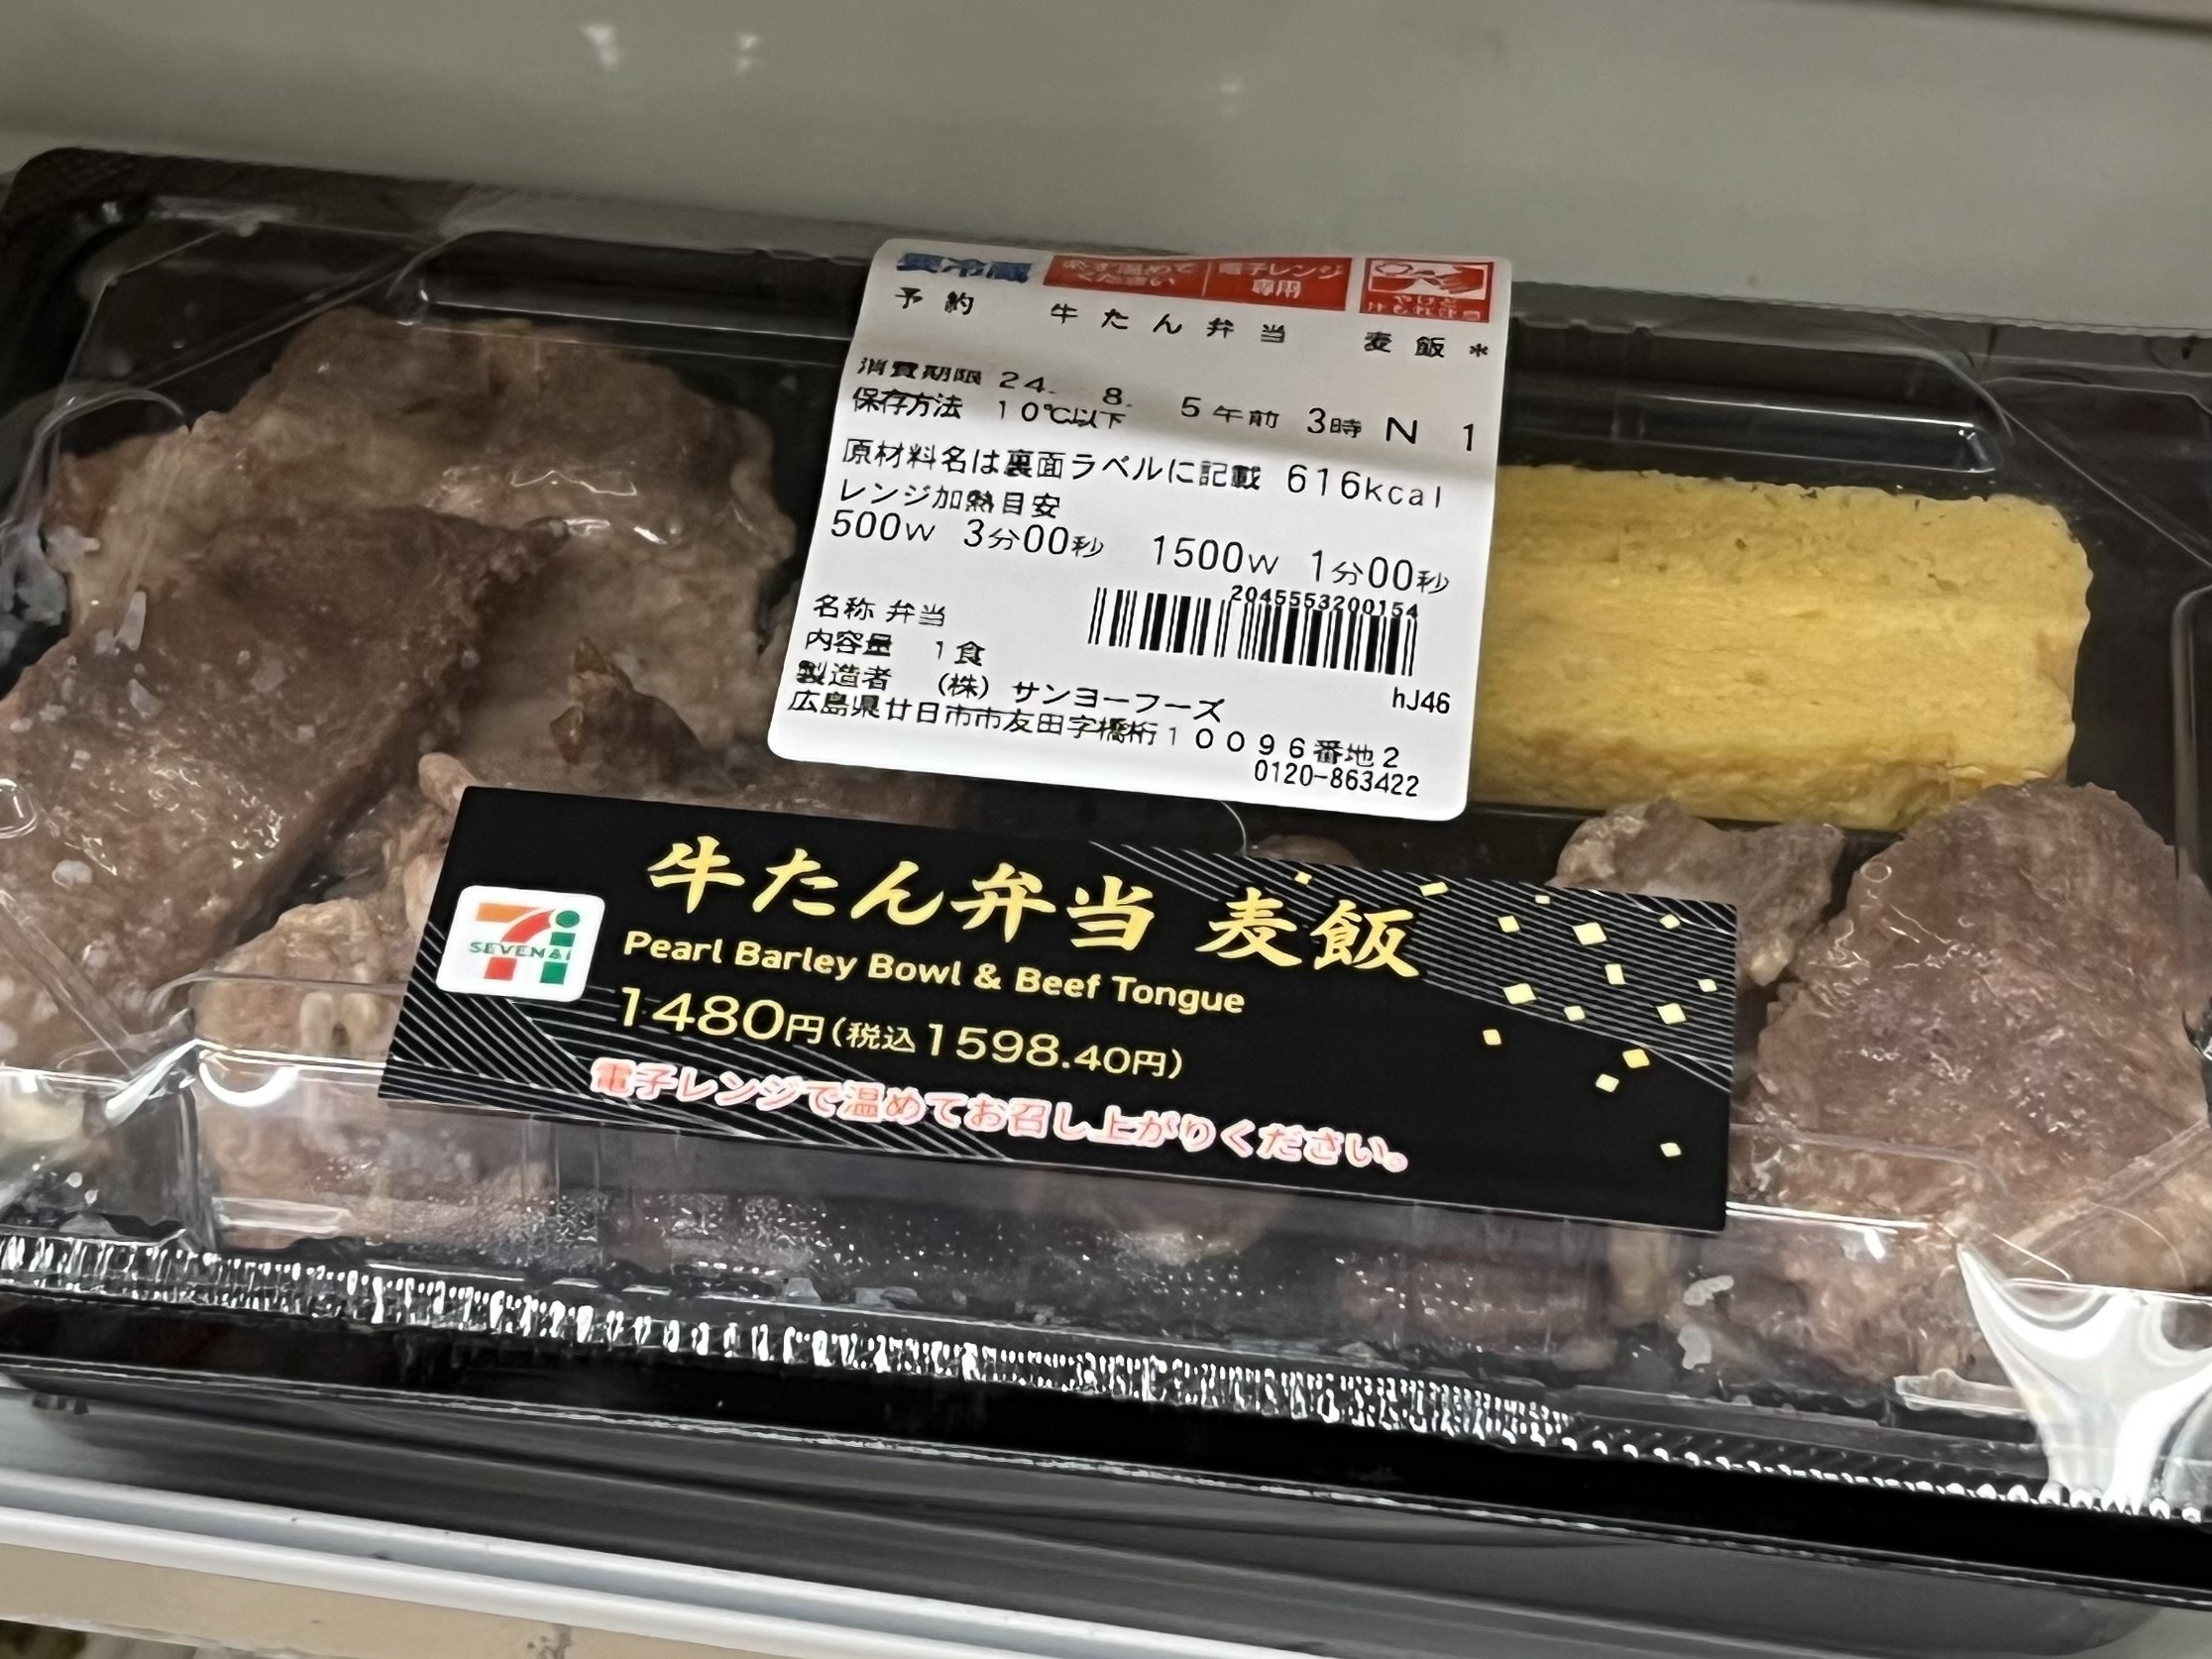 要冷蔵 必ず温めて 電子レンジ
ください 専用
やけど
予約 牛たん弁当 麦飯*
消費期限 24. 8. 5午前 3時 N 1
保存方法 10℃以下
原材料名は裏面ラベルに記載 616kcal
レンジ加熱目安
500W 3分00秒 1500W 1分00秒
2045553200154
名称 弁当
内容量 1食
製造者 (株)サンヨーフーズ hJ46
広島県廿日市市友田字橋桁10096番地2
0120-863422
牛たん弁当 麦飯
SEVEN
Pearl Barley Bowl & Beef Tongue
1480円(税込1598.40円)
電子レンジで温めてお召し上がりください。